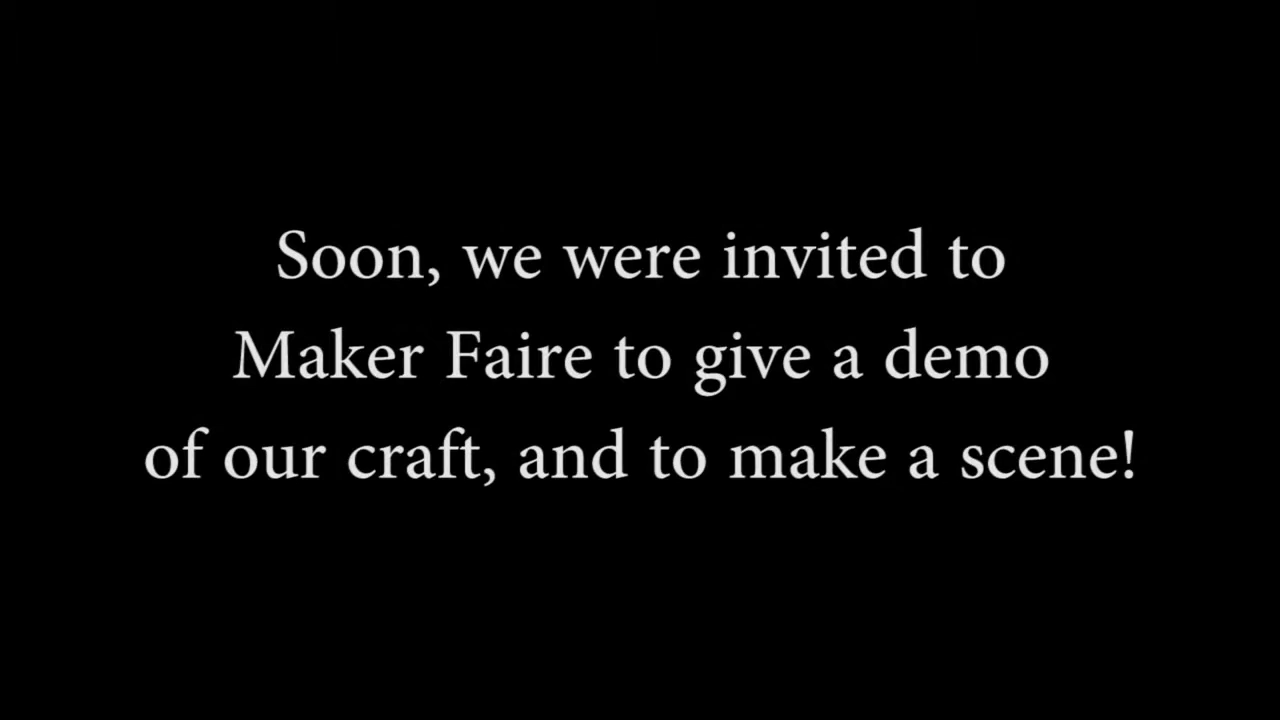 Soon, we were invited to
Maker Faire to give a demo
of our craft, and to make a scene!